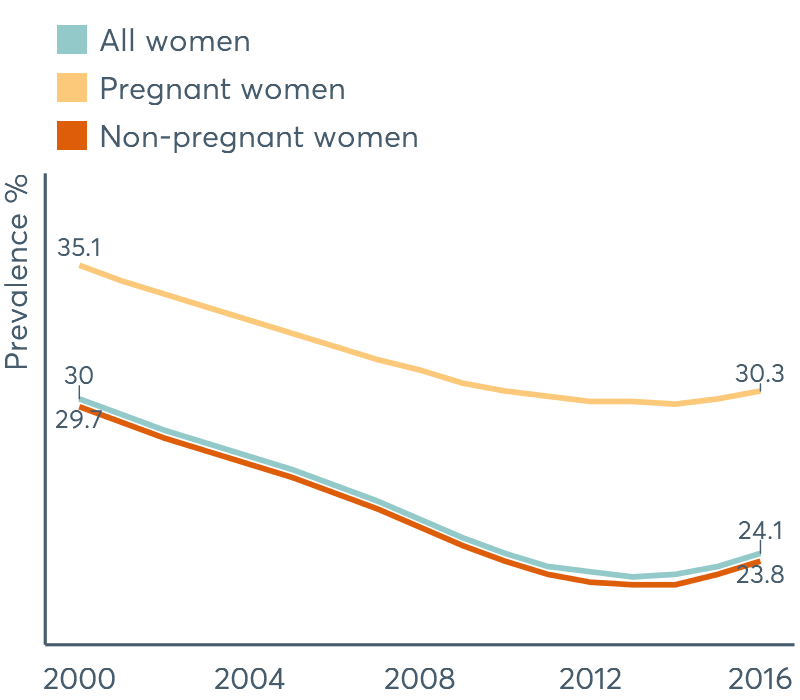 All women
Pregnant women
Non-pregnant women
Prevalence %
35.1
30
29.7
30.3
24.1
23.8
2000 2004 2008 2012 2016